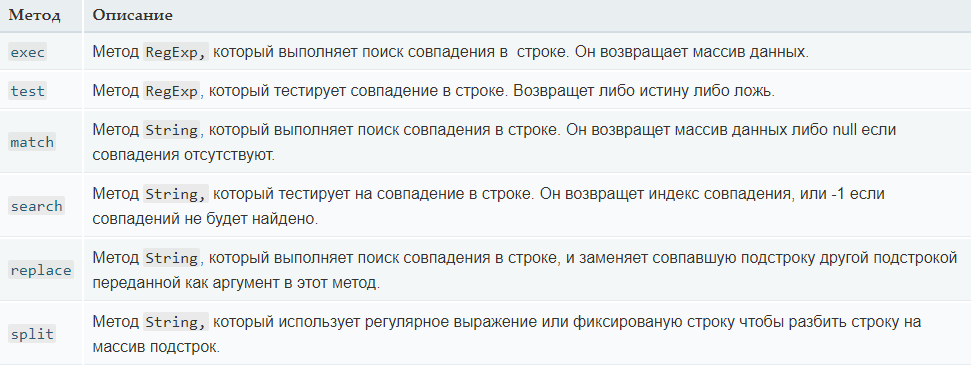 Метод Описание
exec Метод RegExp, который выполняет поиск совпадения в строке. Он возвращает массив данных.
test Метод RegExp, который тестирует совпадение в строке. Возвращет либо истину либо ложь.
match Метод String, который выполняет поиск совпадения в строке. Он возвращет массив данных либо null если
совпадения отсутствуют.
search Метод String, который тестирует на совпадение в строке. Он возвращет индекс совпадения, или -1 если
совпадений не будет найдено.
replace Метод String, который выполняет поиск совпадения в строке, и заменяет совпавшую подстроку другой подстрокой
переданной как аргумент в этот метод.
split Метод String, который использует регулярное выражение или фиксированую строку чтобы разбить строку на
массив подстрок.